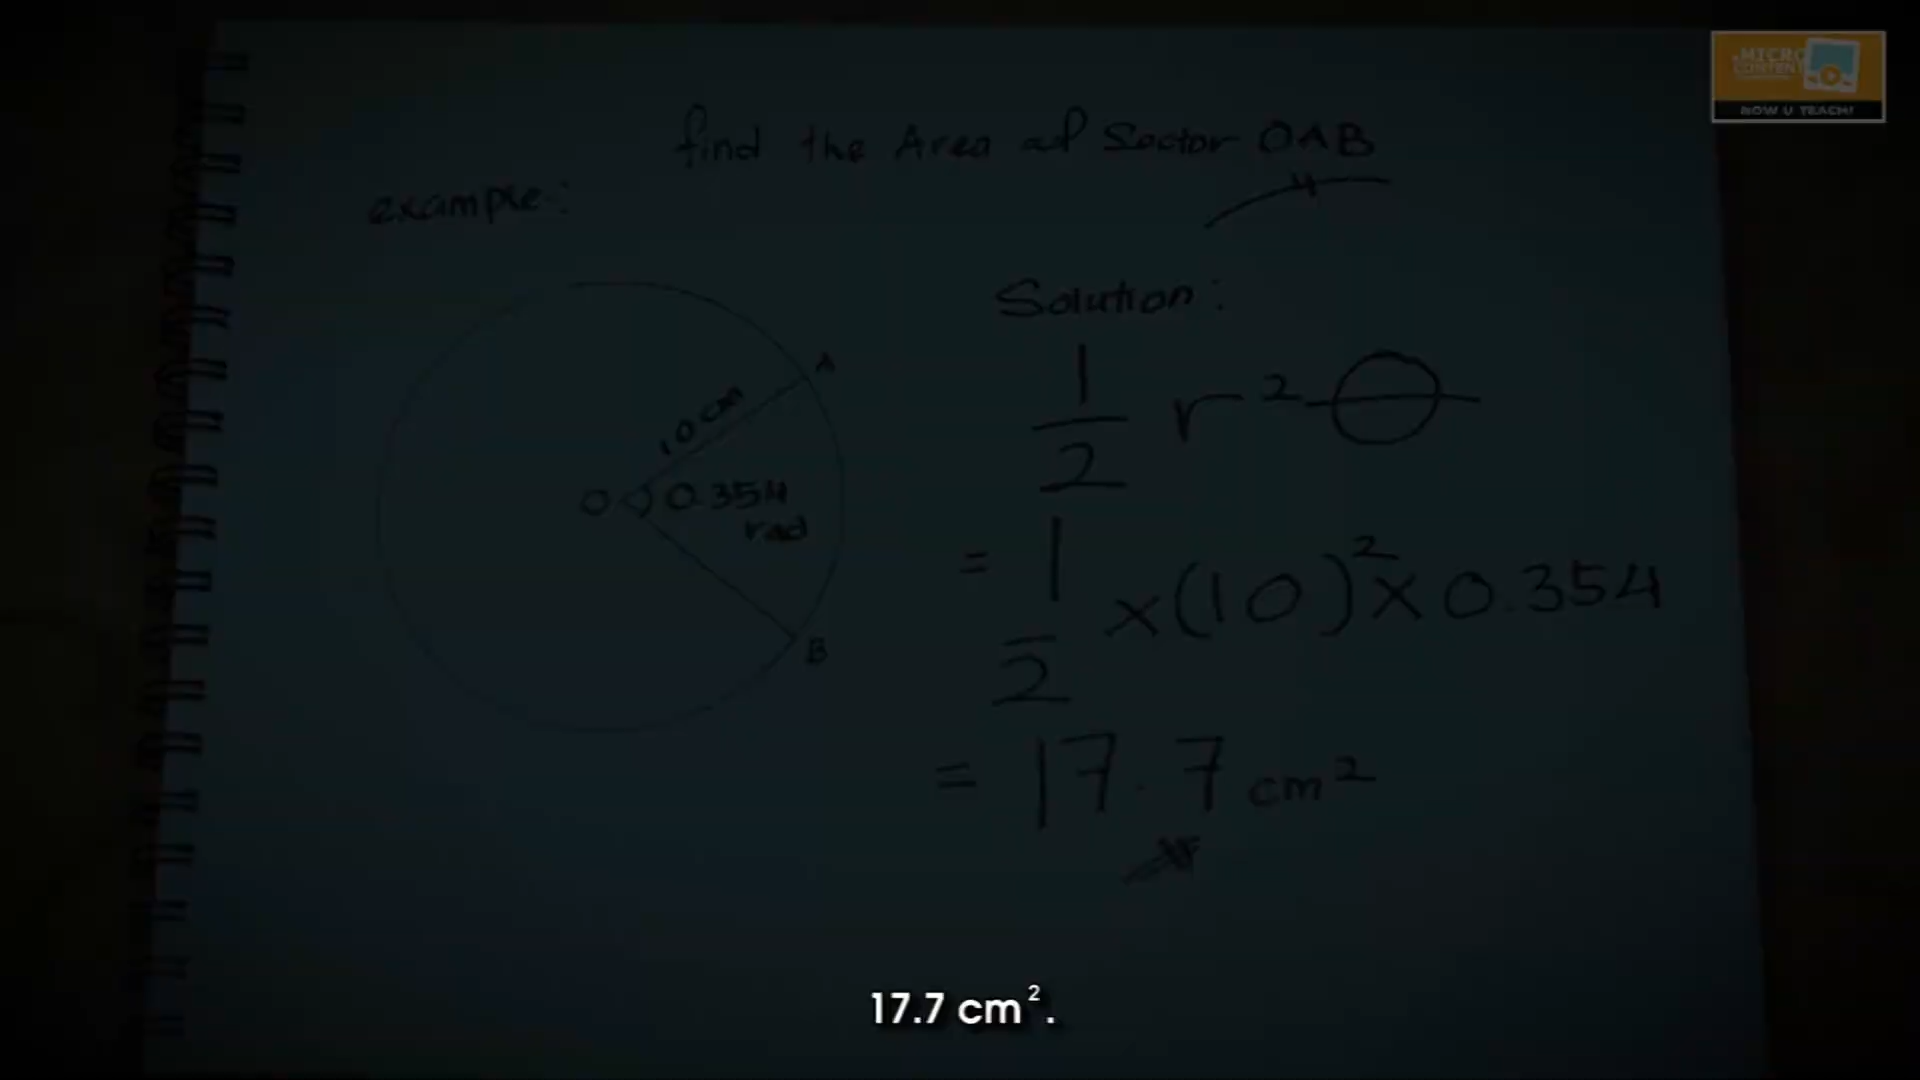 MICRO
CONTENT
NOW U TEACH!
find the Area of Sector OAB
example:
Solution:
A
10 cm
O
0.354
rad
B
1/2 r²θ
= 1/2 ×(10)²× 0.354
= 17.7 cm²
17.7 cm².